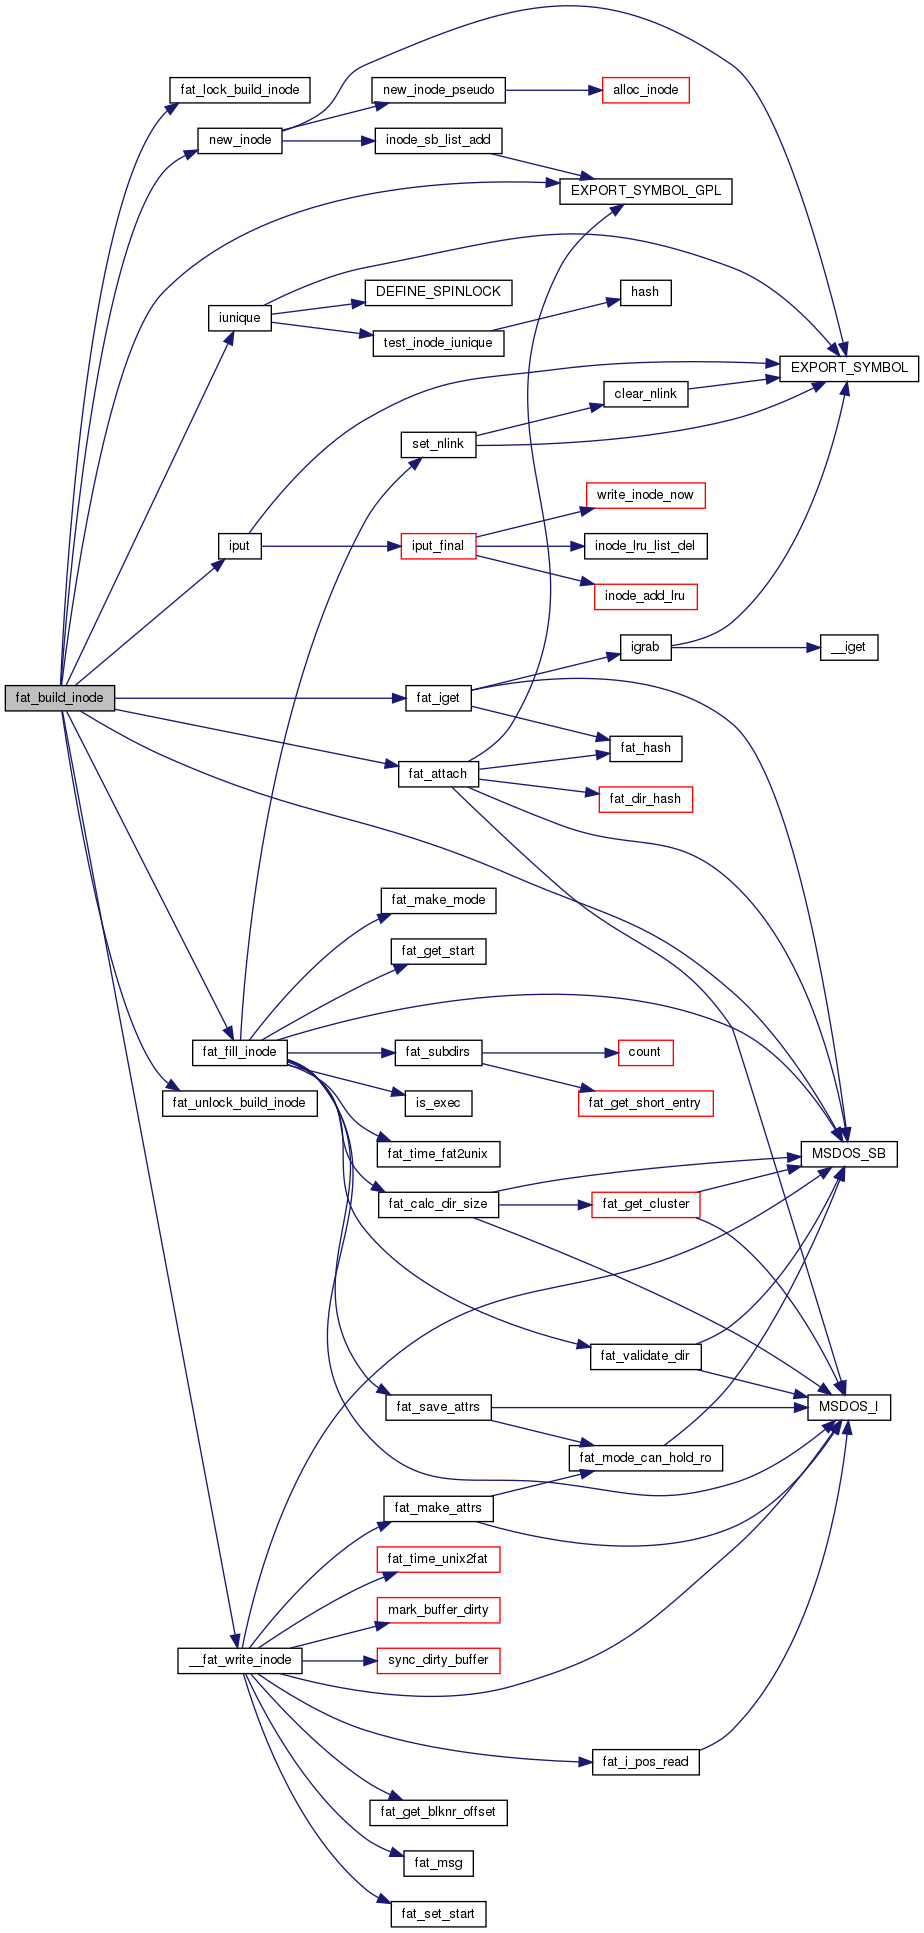 fat_lock_build_inode
new_inode_pseudo
alloc_inode
new_inode
inode_sb_list_add
EXPORT_SYMBOL_GPL
DEFINE_SPINLOCK
hash
iunique
test_inode_iunique
EXPORT_SYMBOL
clear_nlink
set_nlink
write_inode_now
iput
iput_final
inode_lru_list_del
inode_add_lru
igrab
__iget
fat_build_inode
fat_iget
fat_hash
fat_attach
fat_dir_hash
fat_make_mode
fat_get_start
fat_fill_inode
fat_subdirs
count
fat_unlock_build_inode
is_exec
fat_get_short_entry
fat_time_fat2unix
MSDOS_SB
fat_calc_dir_size
fat_get_cluster
fat_validate_dir
fat_save_attrs
MSDOS_I
fat_mode_can_hold_ro
fat_make_attrs
fat_time_unix2fat
mark_buffer_dirty
__fat_write_inode
sync_dirty_buffer
fat_i_pos_read
fat_get_blknr_offset
fat_msg
fat_set_start